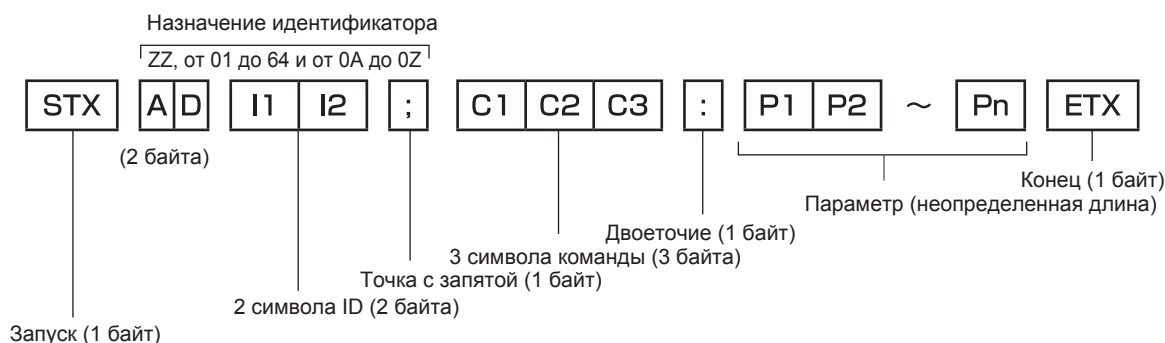 Назначение идентификатора
ZZ, от 01 до 64 и от 0A до 0Z
STX A D I1 I2 ; C1 C2 C3 : P1 P2 ~ Pn ETX
(2 байта)
Конец (1 байт)
Параметр (неопределенная длина)
Двоеточие (1 байт)
3 символа команды (3 байта)
Точка с запятой (1 байт)
2 символа ID (2 байта)
Запуск (1 байт)